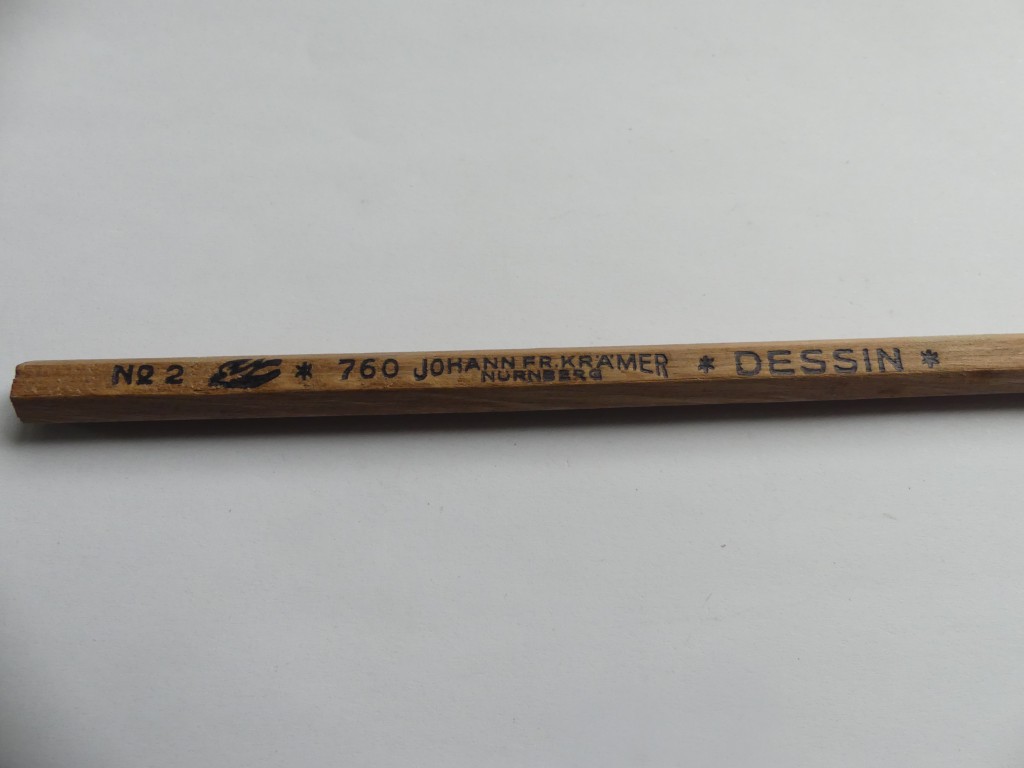 No 2 * 760 JOHANN FR. KRÄMER * DESSIN *
NÜRNBERG